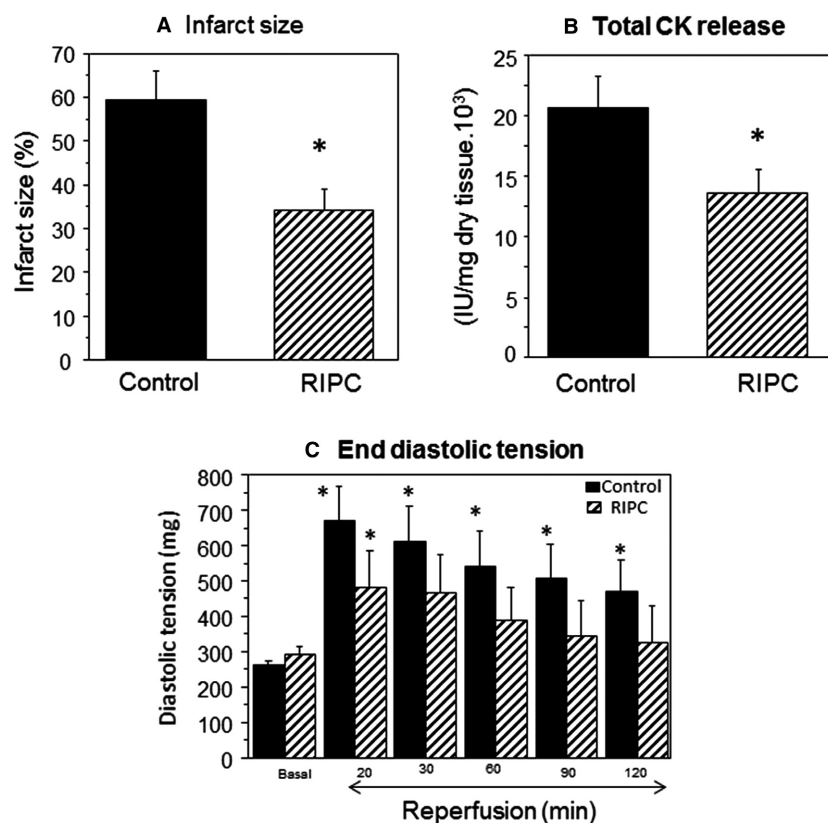 A Infarct size
Infarct size (%)
70
60
50
40
30
20
10
0
*
Control RIPC
B Total CK release
(IU/mg dry tissue.10³)
25
20
15
10
5
0
*
Control RIPC
C End diastolic tension
Diastolic tension (mg)
800
700
600
500
400
300
200
100
0
Control
RIPC
* * * * * *
Basal 20 30 60 90 120
Reperfusion (min)